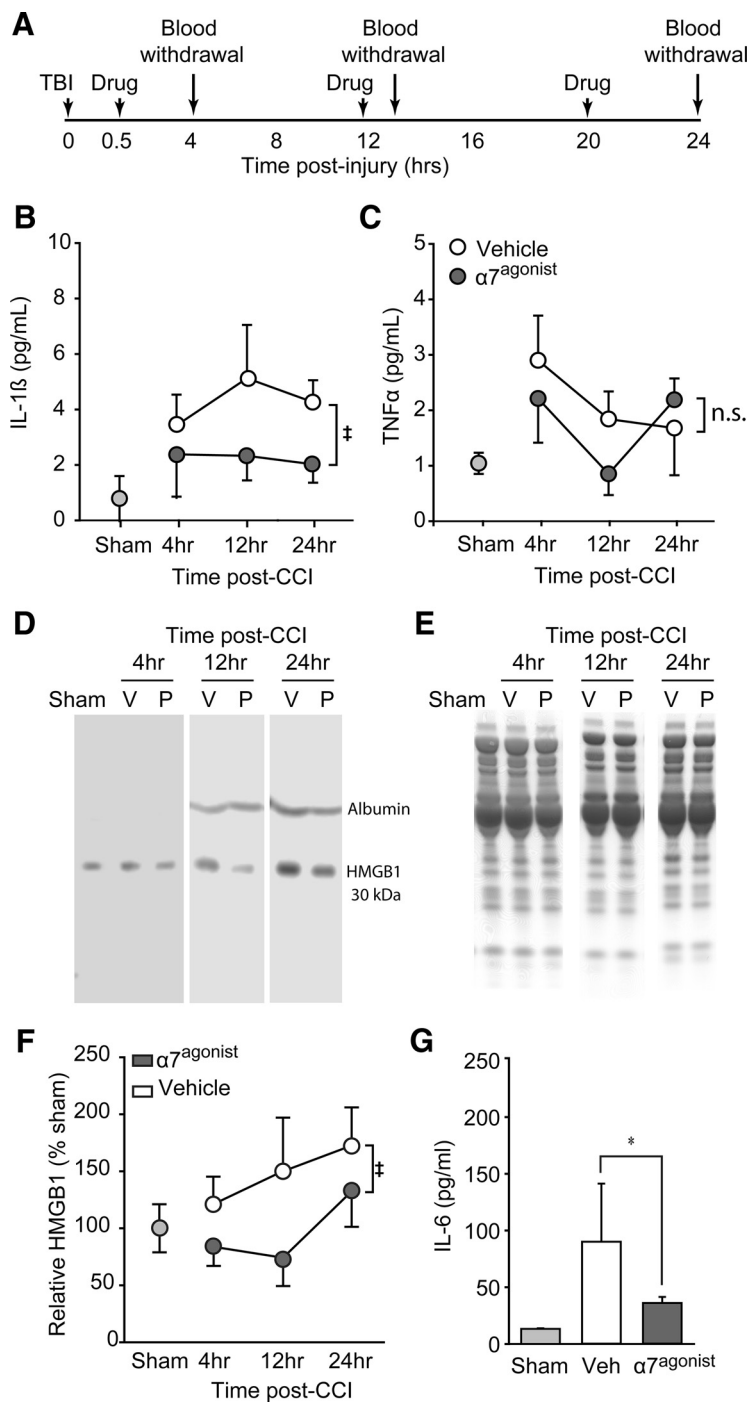 A
Blood withdrawal
Blood withdrawal
Blood withdrawal
TBI
Drug
Drug
Drug
0 0.5 4 8 12 16 20 24
Time post-injury (hrs)
B
IL-1ß (pg/mL)
10
8
6
4
2
0
‡
Sham 4hr 12hr 24hr
Time post-CCI
C
TNFα (pg/mL)
5
4
3
2
1
0
Vehicle
α7agonist
n.s.
Sham 4hr 12hr 24hr
Time post-CCI
D
Time post-CCI
4hr 12hr 24hr
Sham V P V P V P
Albumin
HMGB1
30 kDa
E
Time post-CCI
4hr 12hr 24hr
Sham V P V P V P
F
Relative HMGB1 (% sham)
250
200
150
100
50
0
α7agonist
Vehicle
‡
Sham 4hr 12hr 24hr
Time post-CCI
G
IL-6 (pg/ml)
250
200
150
100
50
0
*
Sham Veh α7agonist